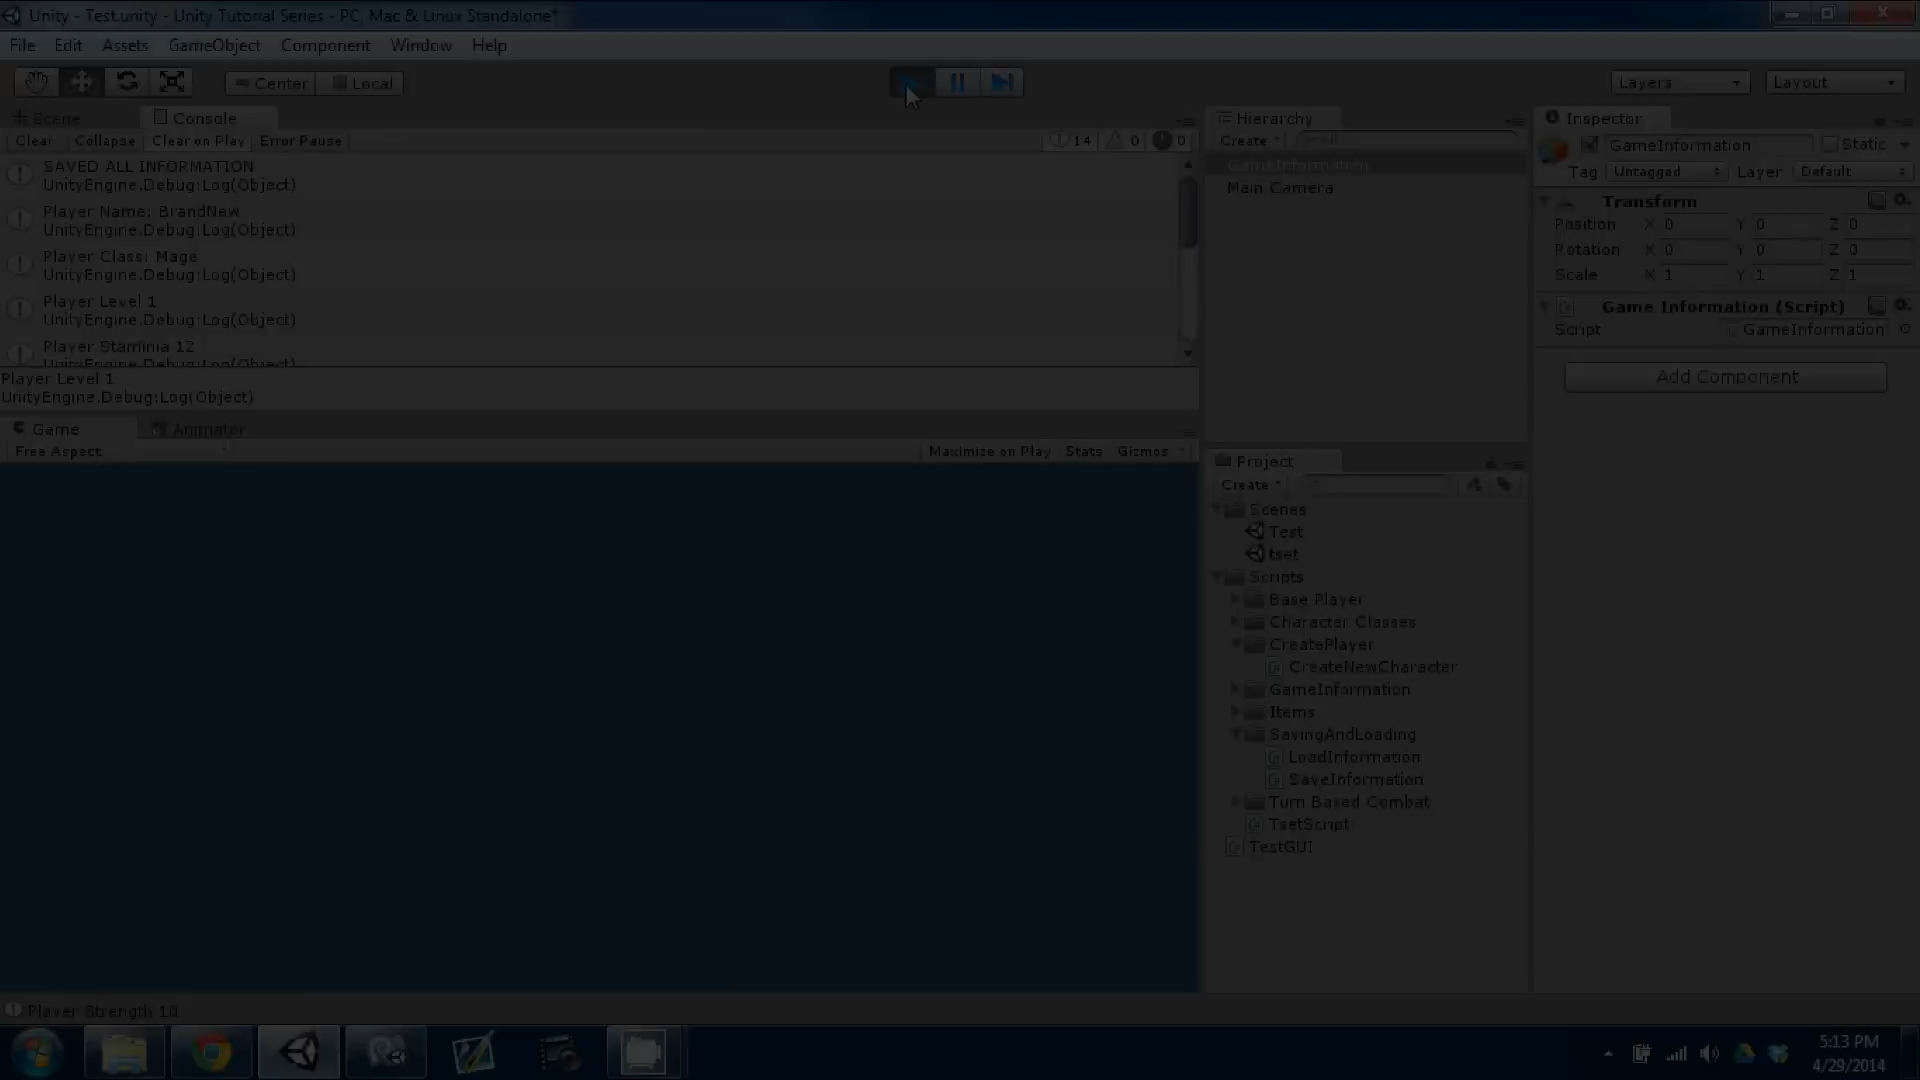 Unity - Test.unity - Unity Tutorial Series - PC, Mac & Linux Standalone*
File Edit Assets GameObject Component Window Help
Center Local
Layers Layout
Scene Console
Clear Collapse Clear on Play Error Pause 14 0 0
SAVED ALL INFORMATION
UnityEngine.Debug:Log(Object)
Player Name: BrandNew
UnityEngine.Debug:Log(Object)
Player Class: Mage
UnityEngine.Debug:Log(Object)
Player Level 1
UnityEngine.Debug:Log(Object)
Player Staminia 12
UnityEngine.Debug:Log(Object)
Player Level 1
UnityEngine.Debug:Log(Object)
Game Animator
Free Aspect Maximize on Play Stats Gizmos
Player Strength 10
Hierarchy
Create
GameInformation
Main Camera
Project
Create
Scenes
Test
tset
Scripts
Base Player
Character Classes
CreatePlayer
CreateNewCharacter
GameInformation
Items
SavingAndLoading
LoadInformation
SaveInformation
Turn Based Combat
TsetScript
TestGUI
Inspector
GameInformation Static
Tag Untagged Layer Default
Transform
Position X 0 Y 0 Z 0
Rotation X 0 Y 0 Z 0
Scale X 1 Y 1 Z 1
Game Information (Script)
Script GameInformation
Add Component
5:13 PM
4/29/2014